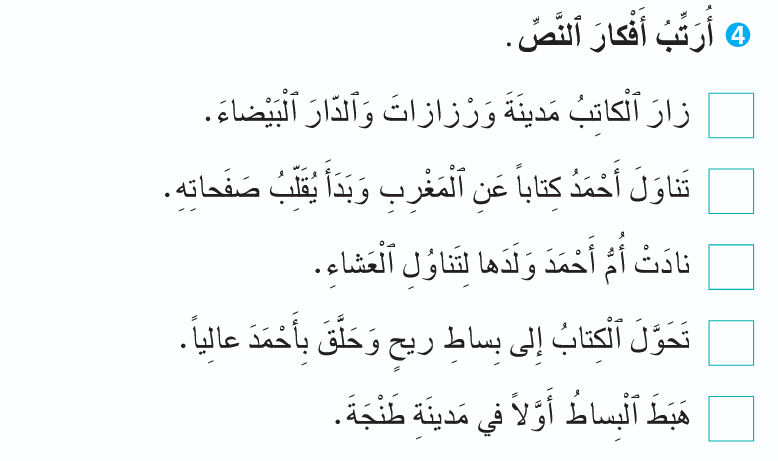 4 أُرَتِّبُ أَفْكارَ ٱلنَّصِّ.
زارَ ٱلْكاتِبُ مَدينَةَ وَرْزازاتَ وَٱلدّارَ ٱلْبَيْضاءَ.
تَناوَلَ أَحْمَدُ كِتاباً عَنِ ٱلْمَغْرِبِ وَبَدَأَ يُقَلِّبُ صَفَحاتِهِ.
نادَتْ أُمُّ أَحْمَدَ وَلَدَها لِتَناوُلِ ٱلْعَشاءِ.
تَحَوَّلَ ٱلْكِتابُ إِلى بِساطِ ريحٍ وَحَلَّقَ بِأَحْمَدَ عالِياً.
هَبَطَ ٱلْبِساطُ أَوَّلاً في مَدينَةِ طَنْجَةَ.